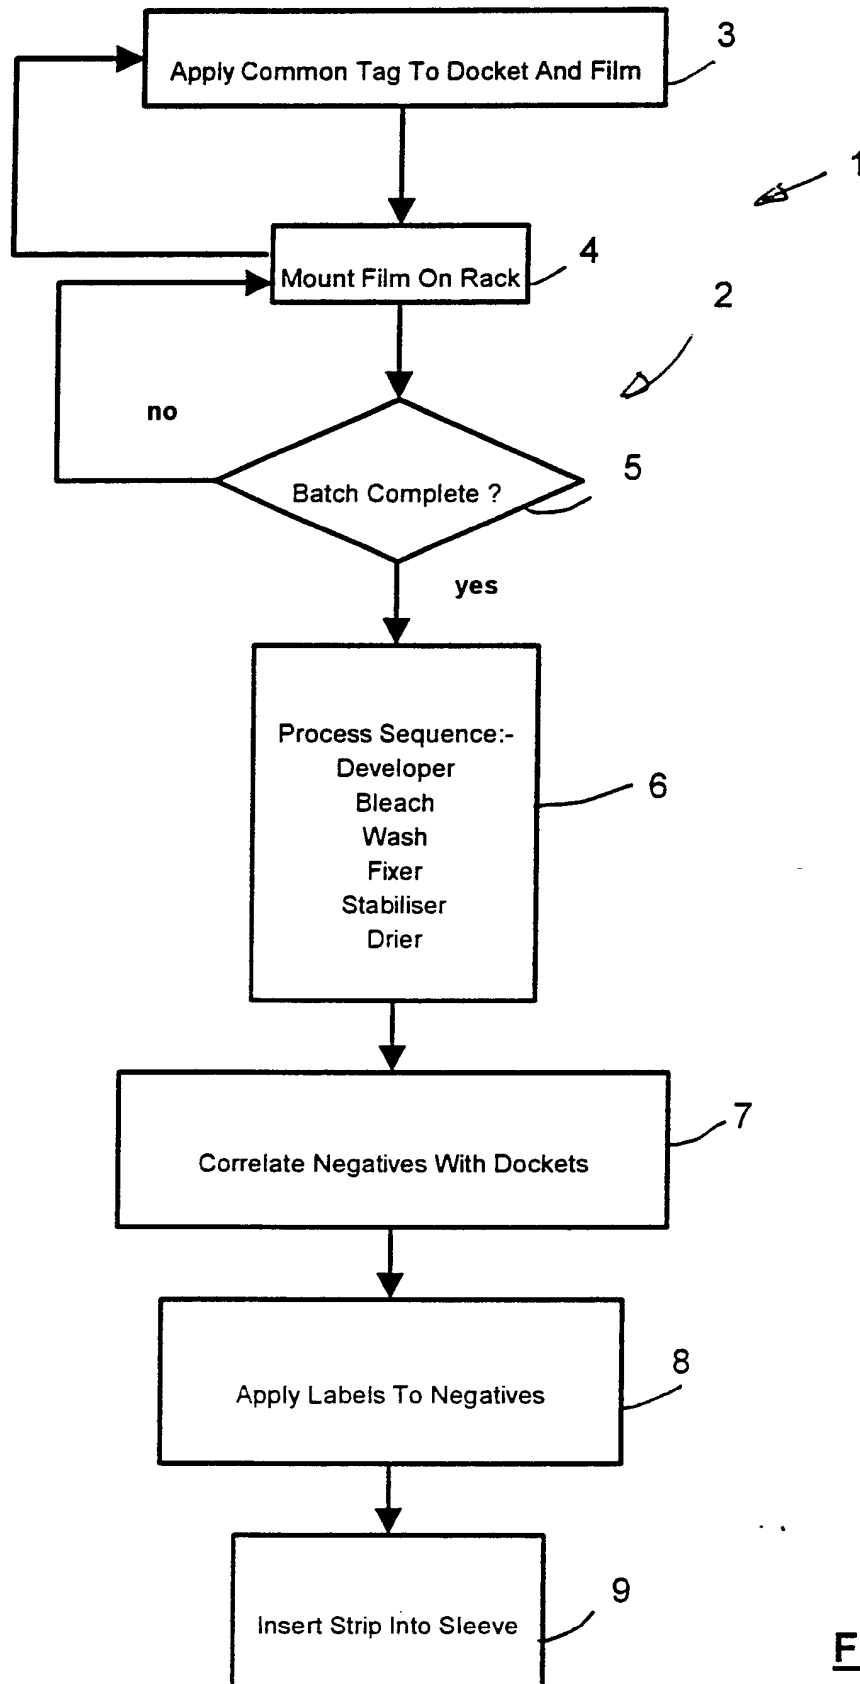 3
Apply Common Tag To Docket And Film
1
4
Mount Film On Rack
2
no
5
Batch Complete ?
yes
Process Sequence:-
Developer
Bleach
Wash
Fixer
Stabiliser
Drier
6
7
Correlate Negatives With Dockets
8
Apply Labels To Negatives
9
Insert Strip Into Sleeve